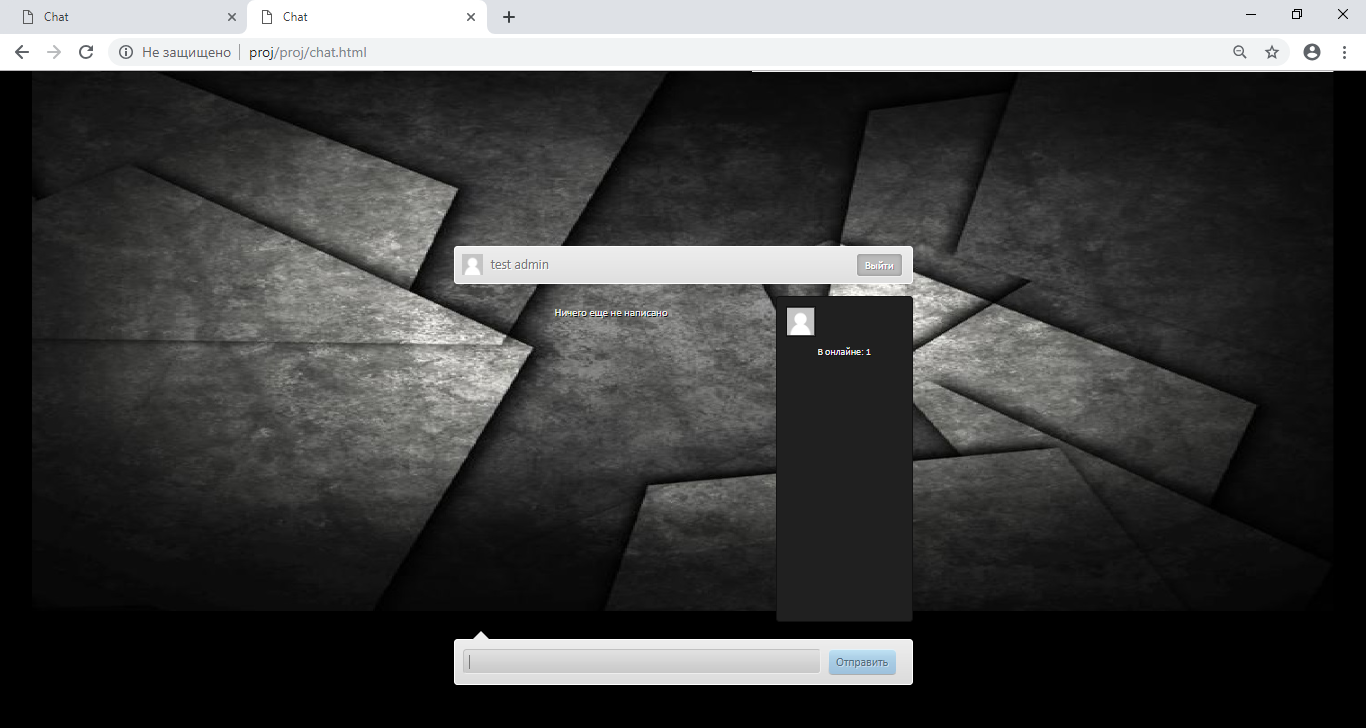 Chat
Chat
Не защищено proj/proj/chat.html
test admin
Выйти
Ничего еще не написано
В онлайне: 1
Отправить